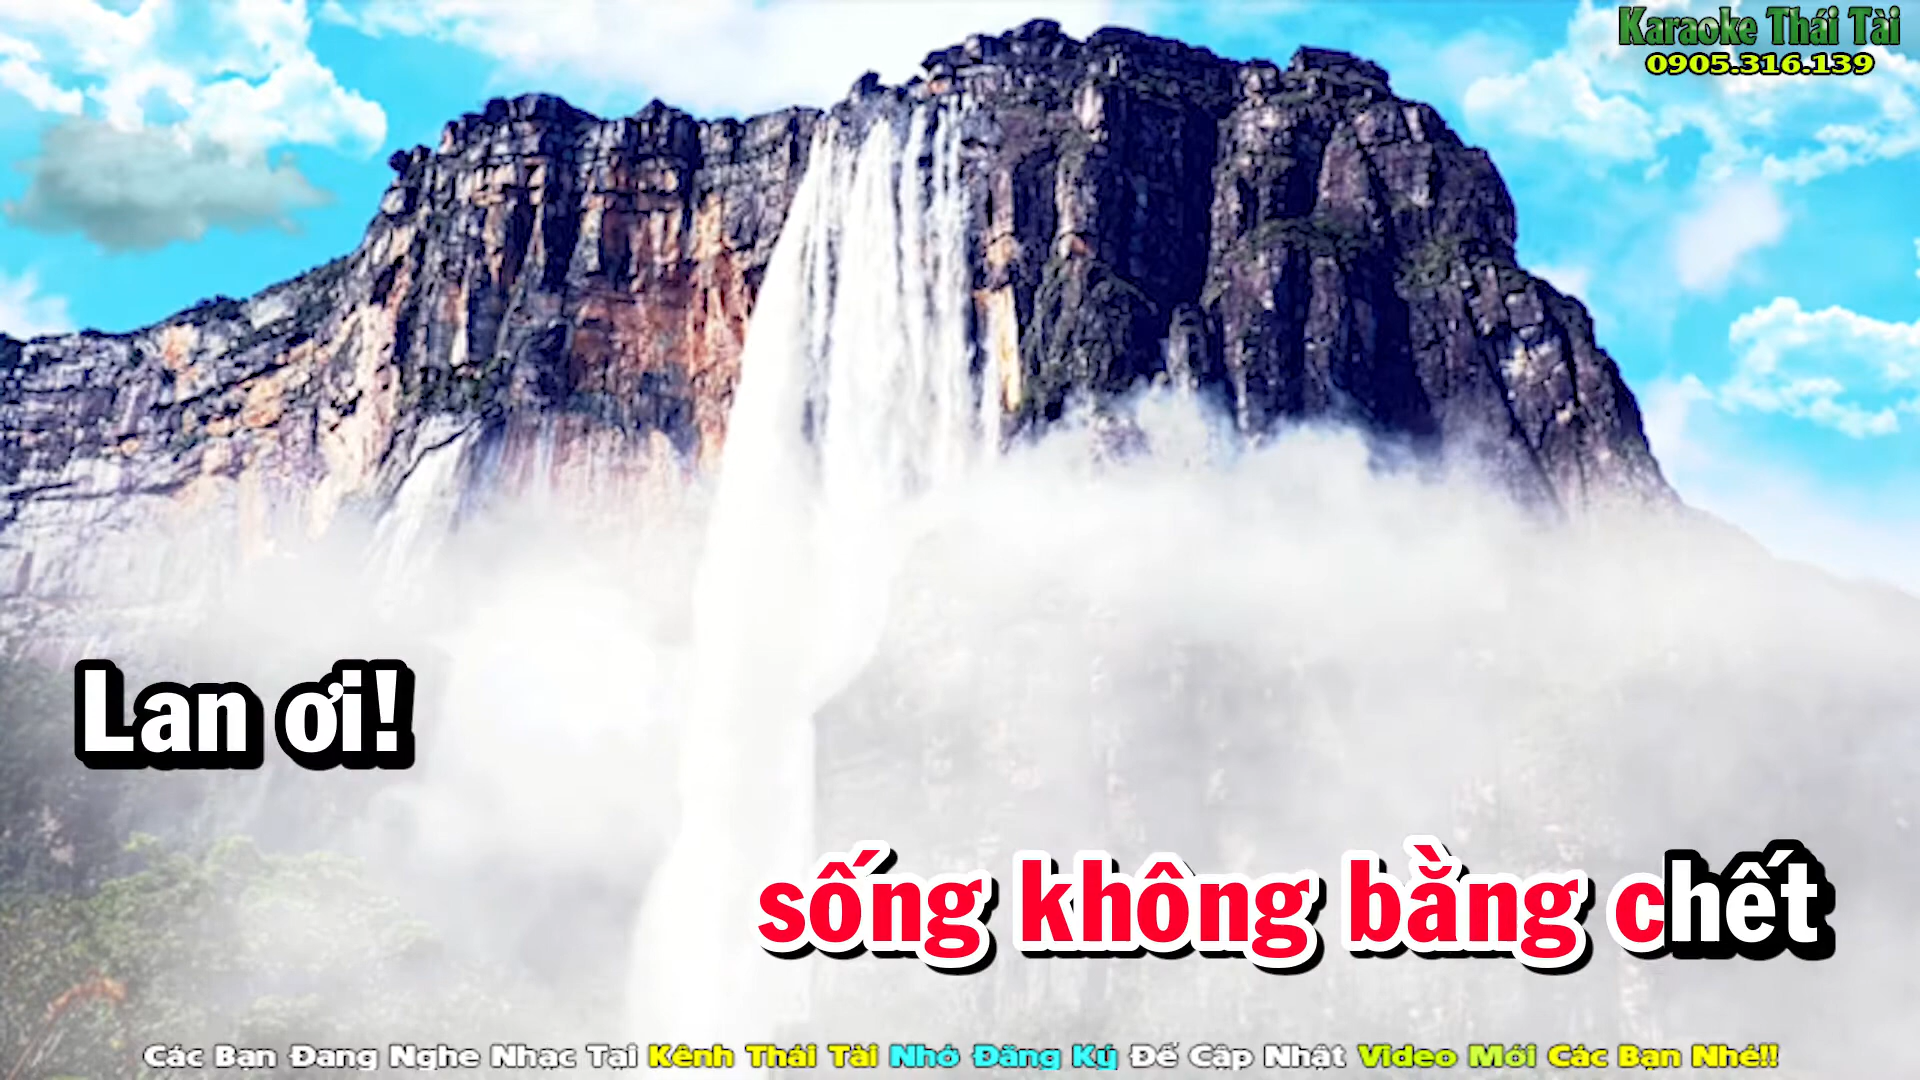 Karaoke Thái Tài
0905.316.139
Lan ơi!
sống không bằng chết
Các Bạn Đang Nghe Nhạc Tại Kênh Thái Tài Nhớ Đăng Ký Để Cập Nhật Video Mới Các Bạn Nhé!!